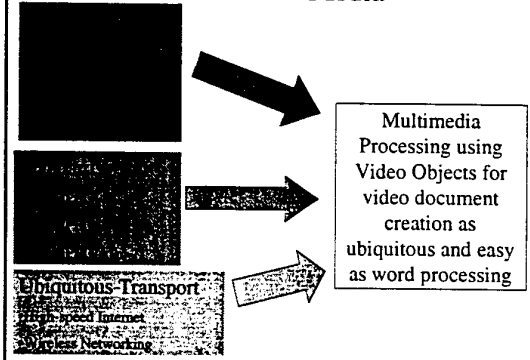 Ubiquitous Transport
High-speed Internet
Wireless Networking
Multimedia
Processing using
Video Objects for
video document
creation as
ubiquitous and easy
as word processing